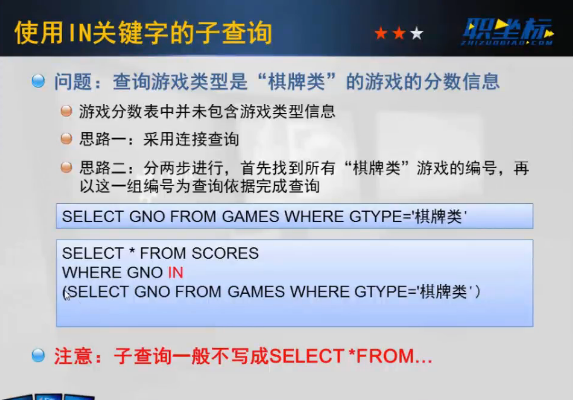 使用IN关键字的子查询
职坐标
ZHIZUOBIAO.COM
问题：查询游戏类型是“棋牌类”的游戏的分数信息
游戏分数表中并未包含游戏类型信息
思路一：采用连接查询
思路二：分两步进行，首先找到所有“棋牌类”游戏的编号，再
以这一组编号为查询依据完成查询
SELECT GNO FROM GAMES WHERE GTYPE='棋牌类'
SELECT * FROM SCORES
WHERE GNO IN
(SELECT GNO FROM GAMES WHERE GTYPE='棋牌类')
注意：子查询一般不写成SELECT *FROM…